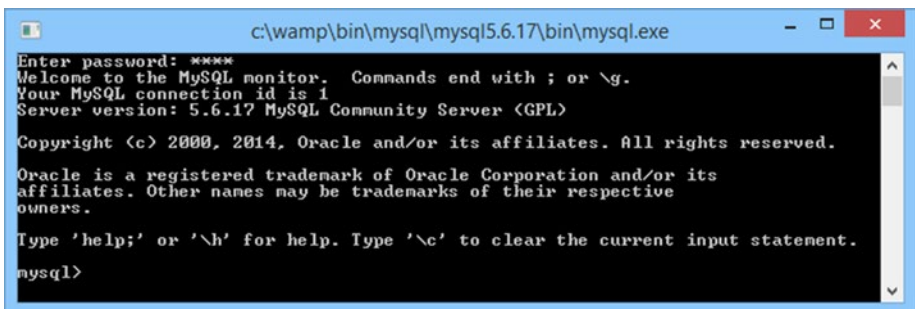 c:\wamp\bin\mysql\mysql5.6.17\bin\mysql.exe
Enter password: ****
Welcome to the MySQL monitor.  Commands end with ; or \g.
Your MySQL connection id is 1
Server version: 5.6.17 MySQL Community Server (GPL)
Copyright (c) 2000, 2014, Oracle and/or its affiliates. All rights reserved.
Oracle is a registered trademark of Oracle Corporation and/or its
affiliates. Other names may be trademarks of their respective
owners.
Type 'help;' or '\h' for help. Type '\c' to clear the current input statement.
mysql>